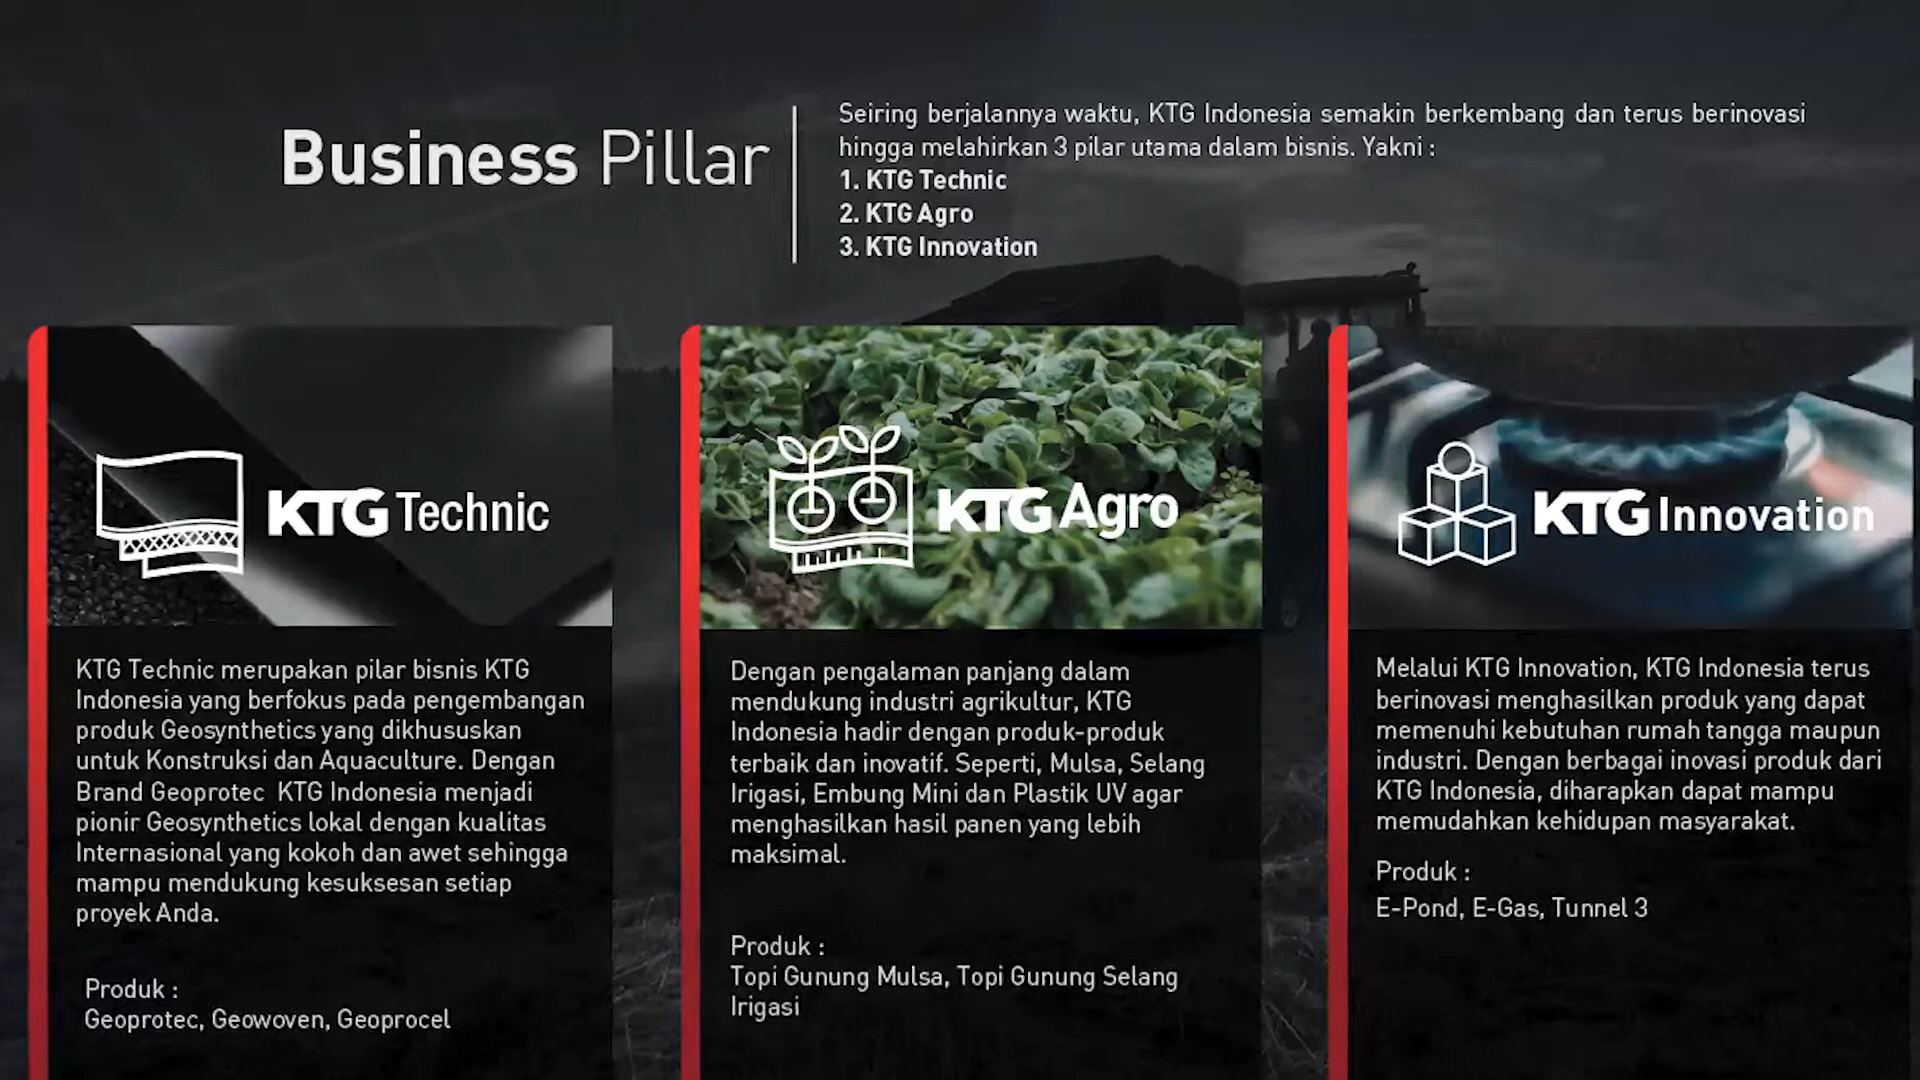 Business Pillar
Seiring berjalannya waktu, KTG Indonesia semakin berkembang dan terus berinovasi
hingga melahirkan 3 pilar utama dalam bisnis. Yakni :
1. KTG Technic
2. KTG Agro
3. KTG Innovation
KTG Technic
KTG Technic merupakan pilar bisnis KTG
Indonesia yang berfokus pada pengembangan
produk Geosynthetics yang dikhususkan
untuk Konstruksi dan Aquaculture. Dengan
Brand Geoprotec KTG Indonesia menjadi
pionir Geosynthetics lokal dengan kualitas
Internasional yang kokoh dan awet sehingga
mampu mendukung kesuksesan setiap
proyek Anda.
Produk :
Geoprotec, Geowoven, Geoprocel
KTG Agro
Dengan pengalaman panjang dalam
mendukung industri agrikultur, KTG
Indonesia hadir dengan produk-produk
terbaik dan inovatif. Seperti, Mulsa, Selang
Irigasi, Embung Mini dan Plastik UV agar
menghasilkan hasil panen yang lebih
maksimal.
Produk :
Topi Gunung Mulsa, Topi Gunung Selang
Irigasi
KTG Innovation
Melalui KTG Innovation, KTG Indonesia terus
berinovasi menghasilkan produk yang dapat
memenuhi kebutuhan rumah tangga maupun
industri. Dengan berbagai inovasi produk dari
KTG Indonesia, diharapkan dapat mampu
memudahkan kehidupan masyarakat.
Produk :
E-Pond, E-Gas, Tunnel 3